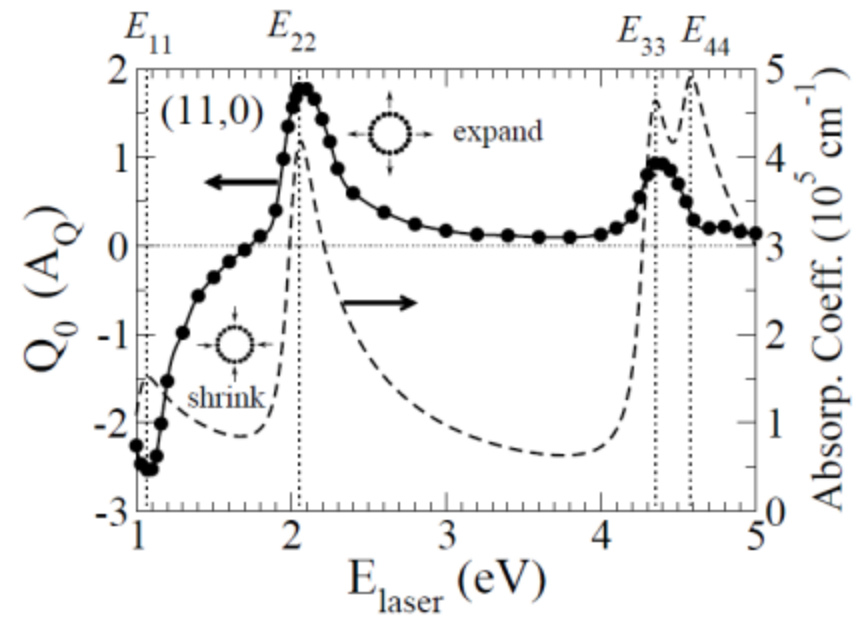 E11 E22 E33 E44
(11,0)
expand
shrink
Q0 (AQ)
2
1
0
-1
-2
-3
5
4
3
2
1
0
Absorp. Coeff. (10^5 cm^-1)
1 2 3 4 5
Elaser (eV)